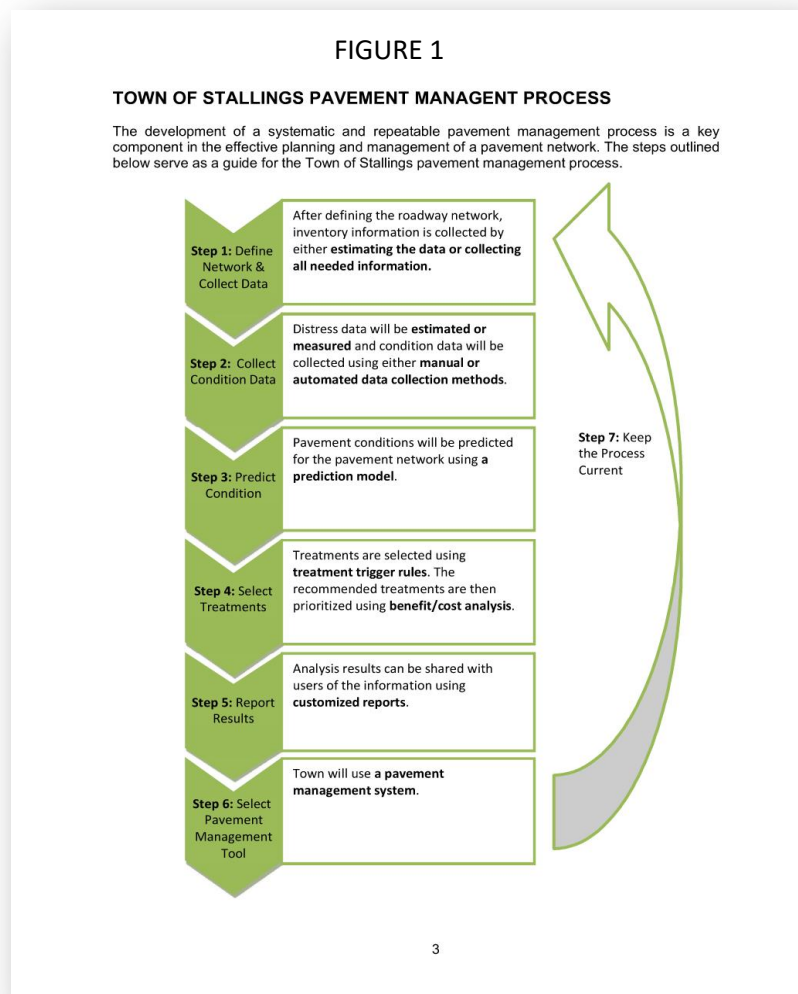 FIGURE 1
TOWN OF STALLINGS PAVEMENT MANAGENT PROCESS
The development of a systematic and repeatable pavement management process is a key
component in the effective planning and management of a pavement network. The steps outlined
below serve as a guide for the Town of Stallings pavement management process.
Step 1: Define
Network &
Collect Data
After defining the roadway network,
inventory information is collected by
either estimating the data or collecting
all needed information.
Step 2: Collect
Condition Data
Distress data will be estimated or
measured and condition data will be
collected using either manual or
automated data collection methods.
Step 3: Predict
Condition
Pavement conditions will be predicted
for the pavement network using a
prediction model.
Step 4: Select
Treatments
Treatments are selected using
treatment trigger rules. The
recommended treatments are then
prioritized using benefit/cost analysis.
Step 5: Report
Results
Analysis results can be shared with
users of the information using
customized reports.
Step 6: Select
Pavement
Management
Tool
Town will use a pavement
management system.
Step 7: Keep
the Process
Current
3